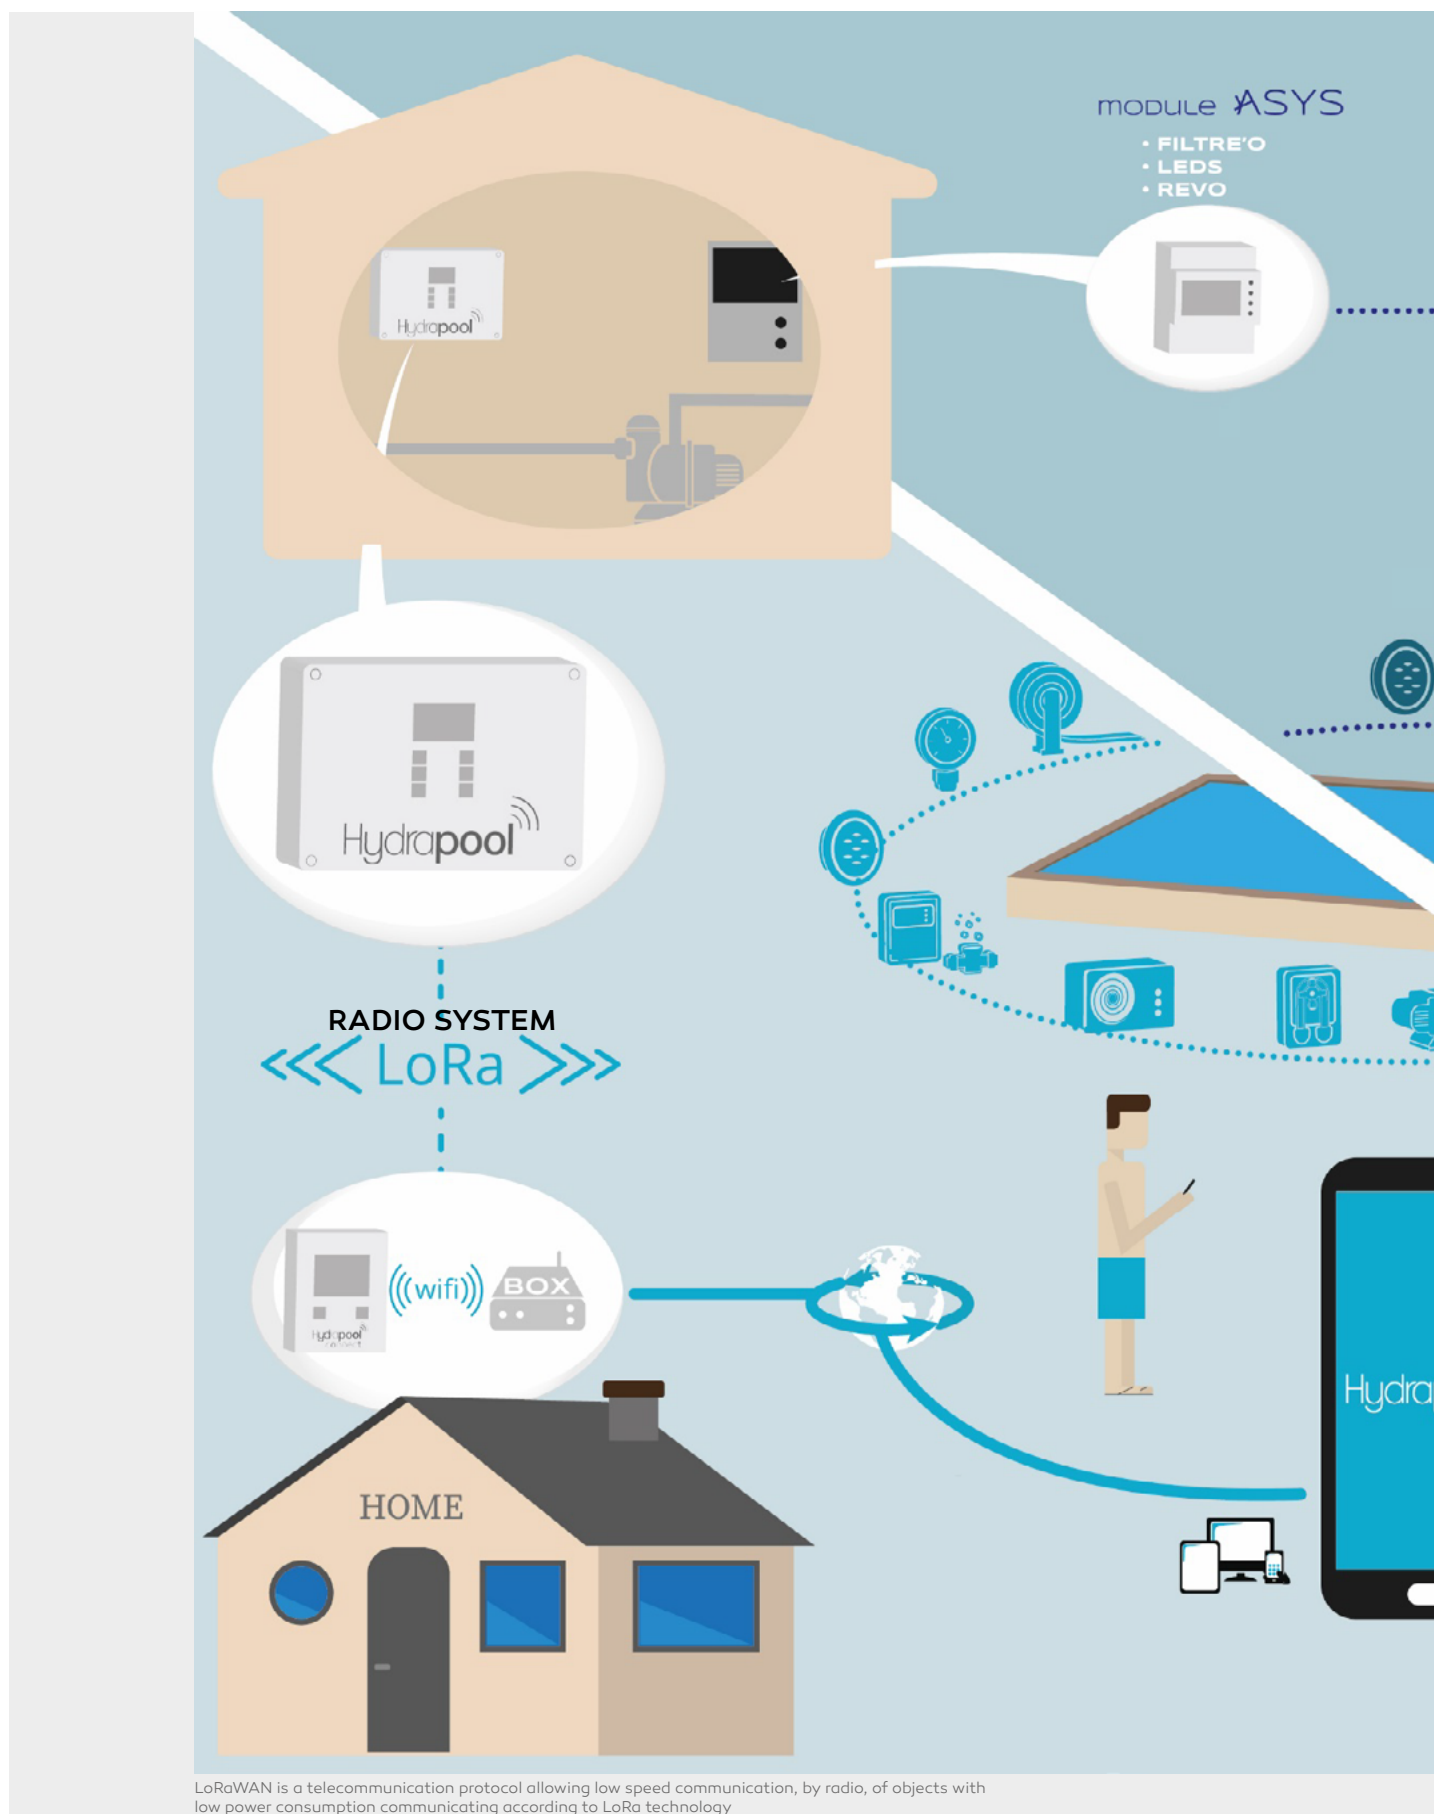 module ASYS
• FILTRE'O
• LEDS
• REVO
Hydrapool
Hydrapool
RADIO SYSTEM
<<< LoRa >>>
Hydrapool
connect
(((wifi)))
BOX
Hydra
HOME
LoRaWAN is a telecommunication protocol allowing low speed communication, by radio, of objects with
low power consumption communicating according to LoRa technology